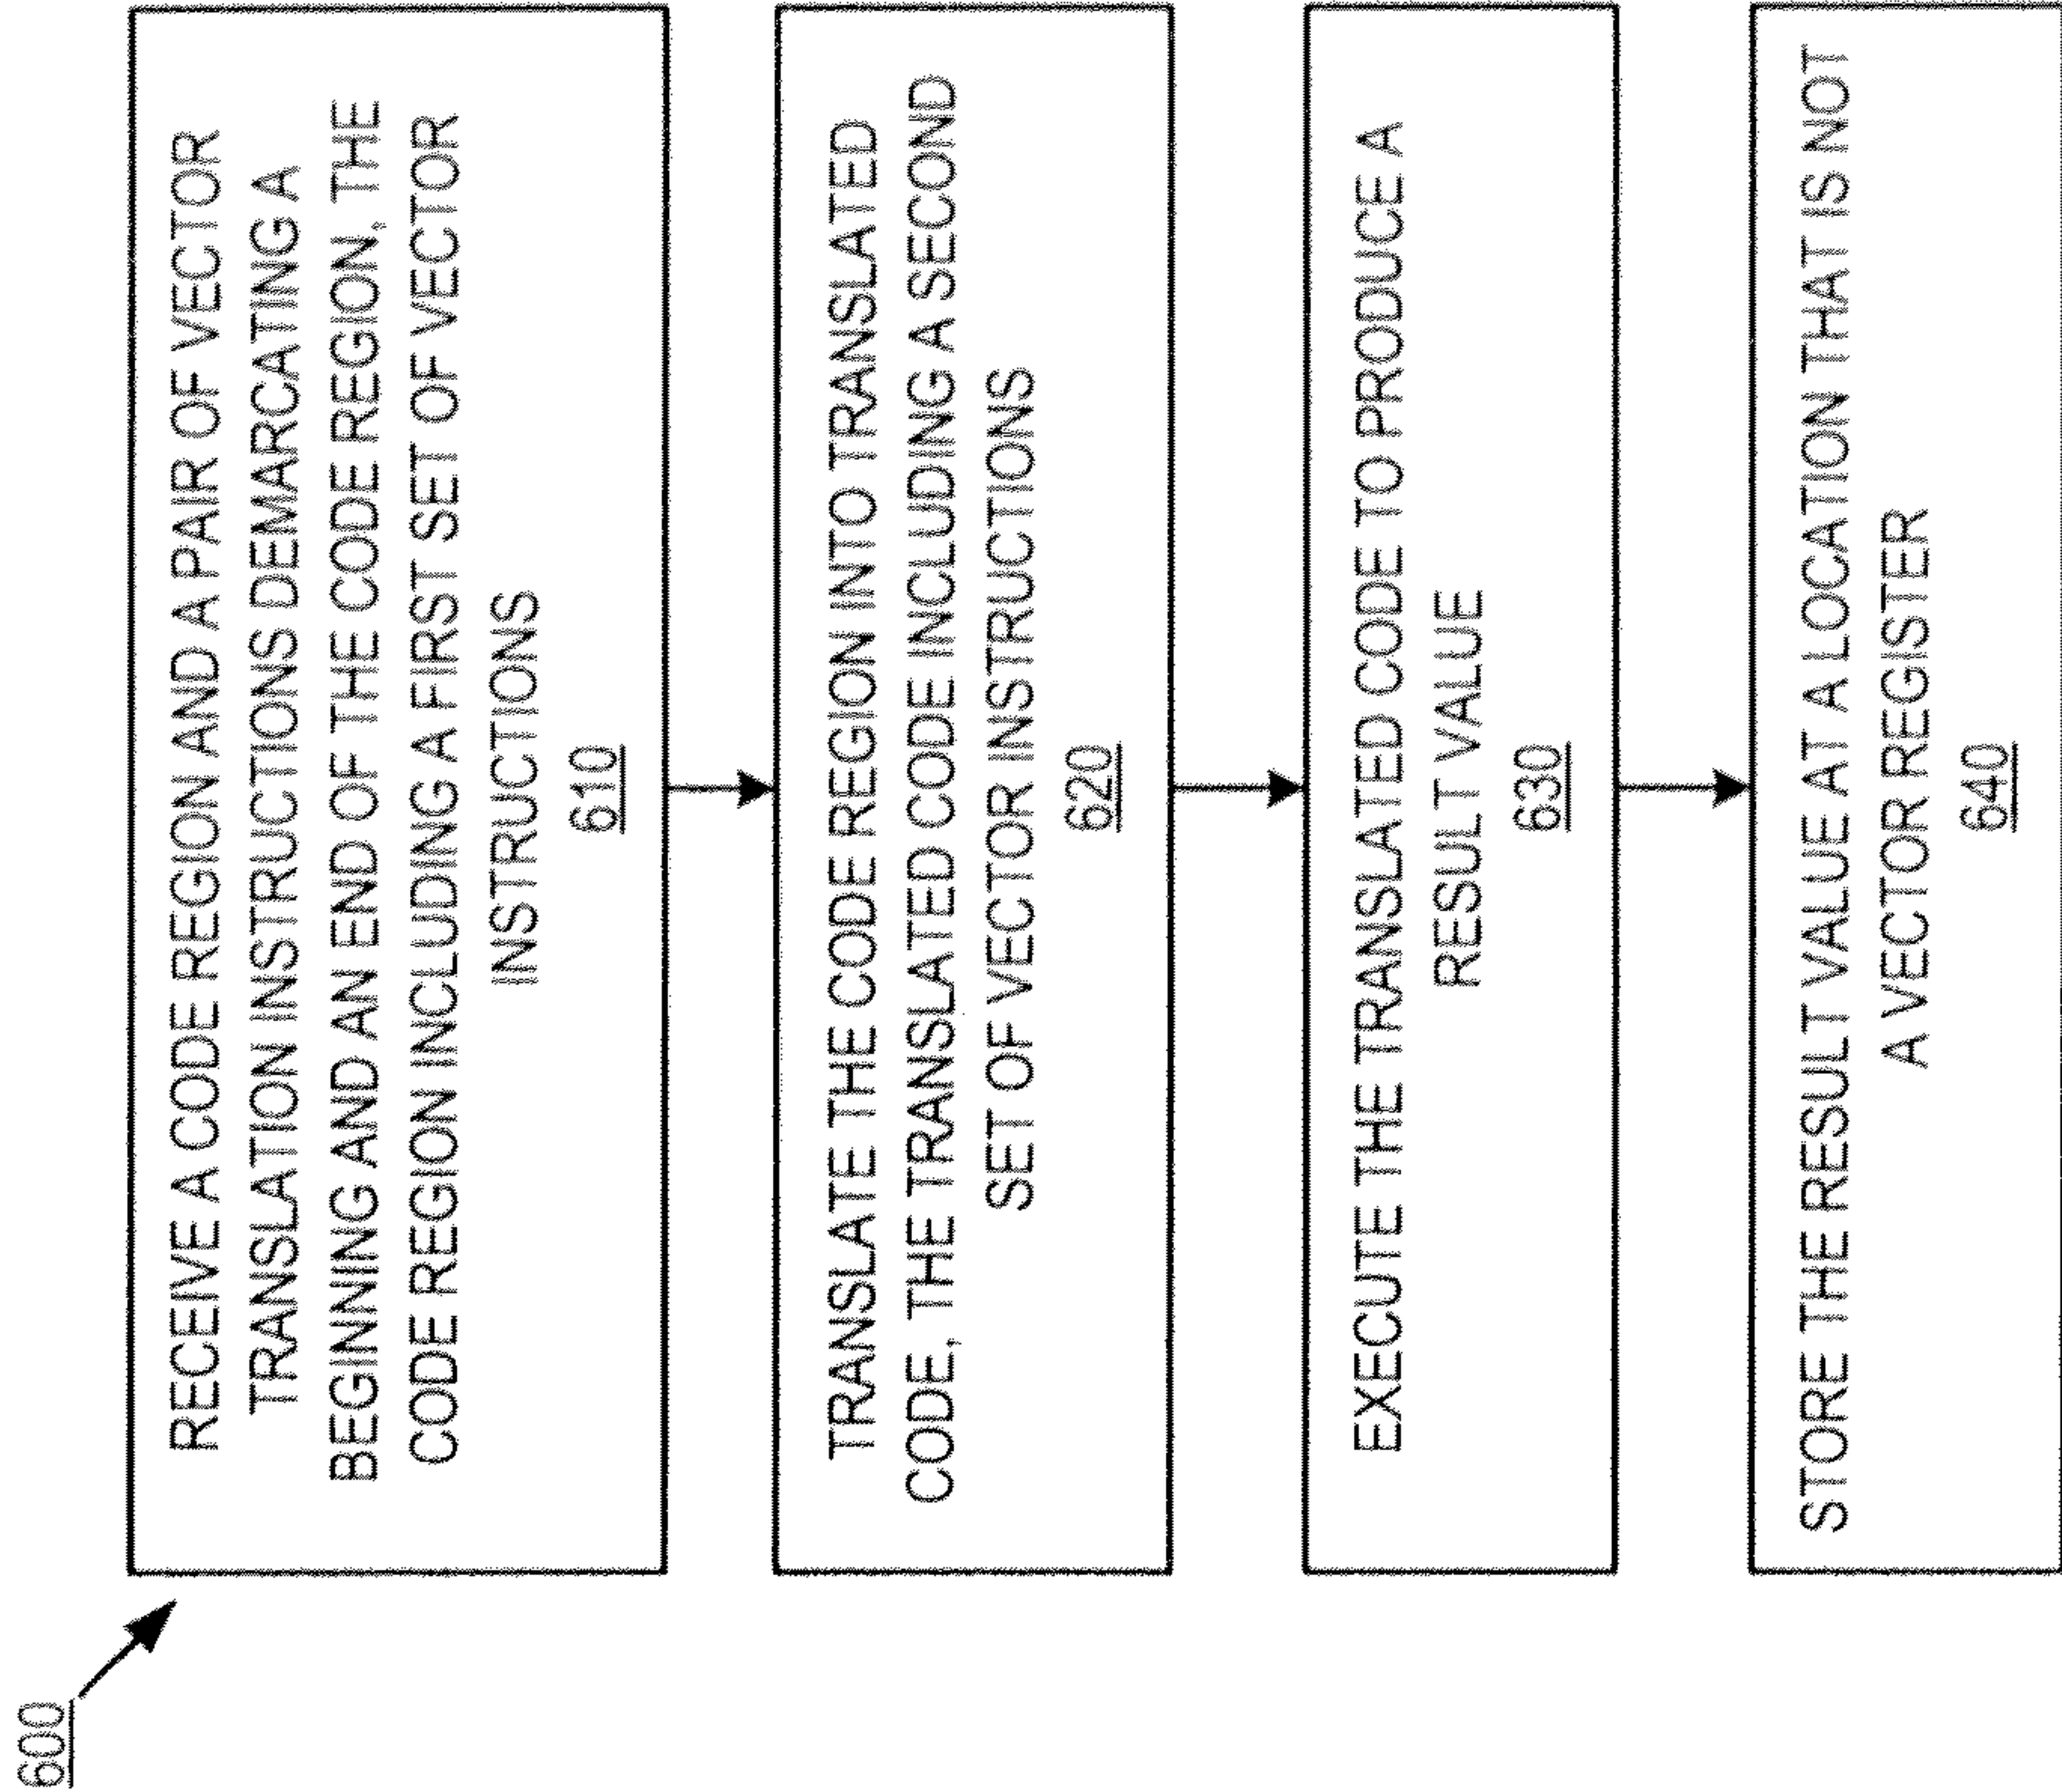 600
RECEIVE A CODE REGION AND A PAIR OF VECTOR
TRANSLATION INSTRUCTIONS DEMARCATING A
BEGINNING AND AN END OF THE CODE REGION, THE
CODE REGION INCLUDING A FIRST SET OF VECTOR
INSTRUCTIONS
610
TRANSLATE THE CODE REGION INTO TRANSLATED
CODE, THE TRANSLATED CODE INCLUDING A SECOND
SET OF VECTOR INSTRUCTIONS
620
EXECUTE THE TRANSLATED CODE TO PRODUCE A
RESULT VALUE
630
STORE THE RESULT VALUE AT A LOCATION THAT IS NOT
A VECTOR REGISTER
640